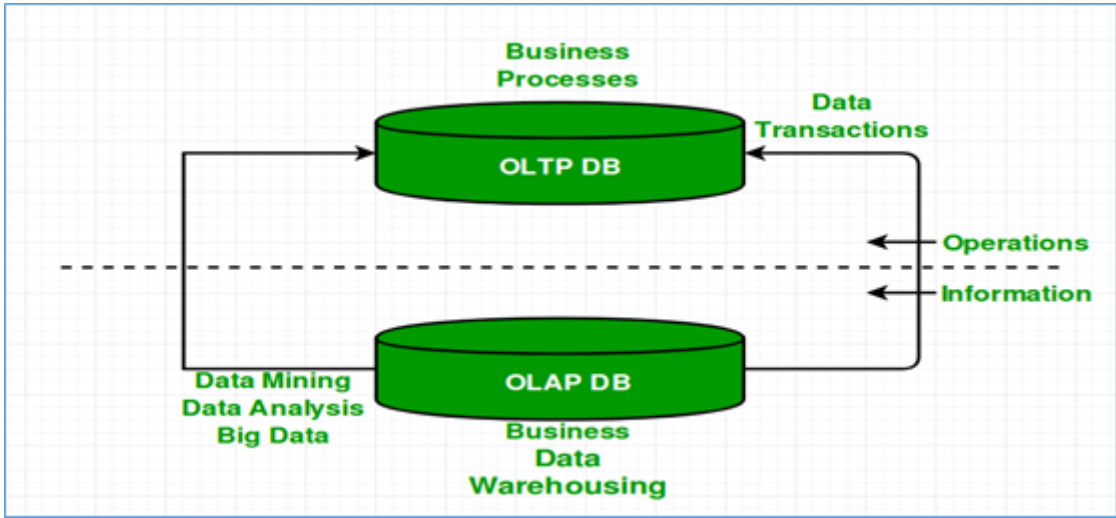 Business
Processes
Data
Transactions
OLTP DB
Operations
Information
OLAP DB
Data Mining
Data Analysis
Big Data
Business
Data
Warehousing